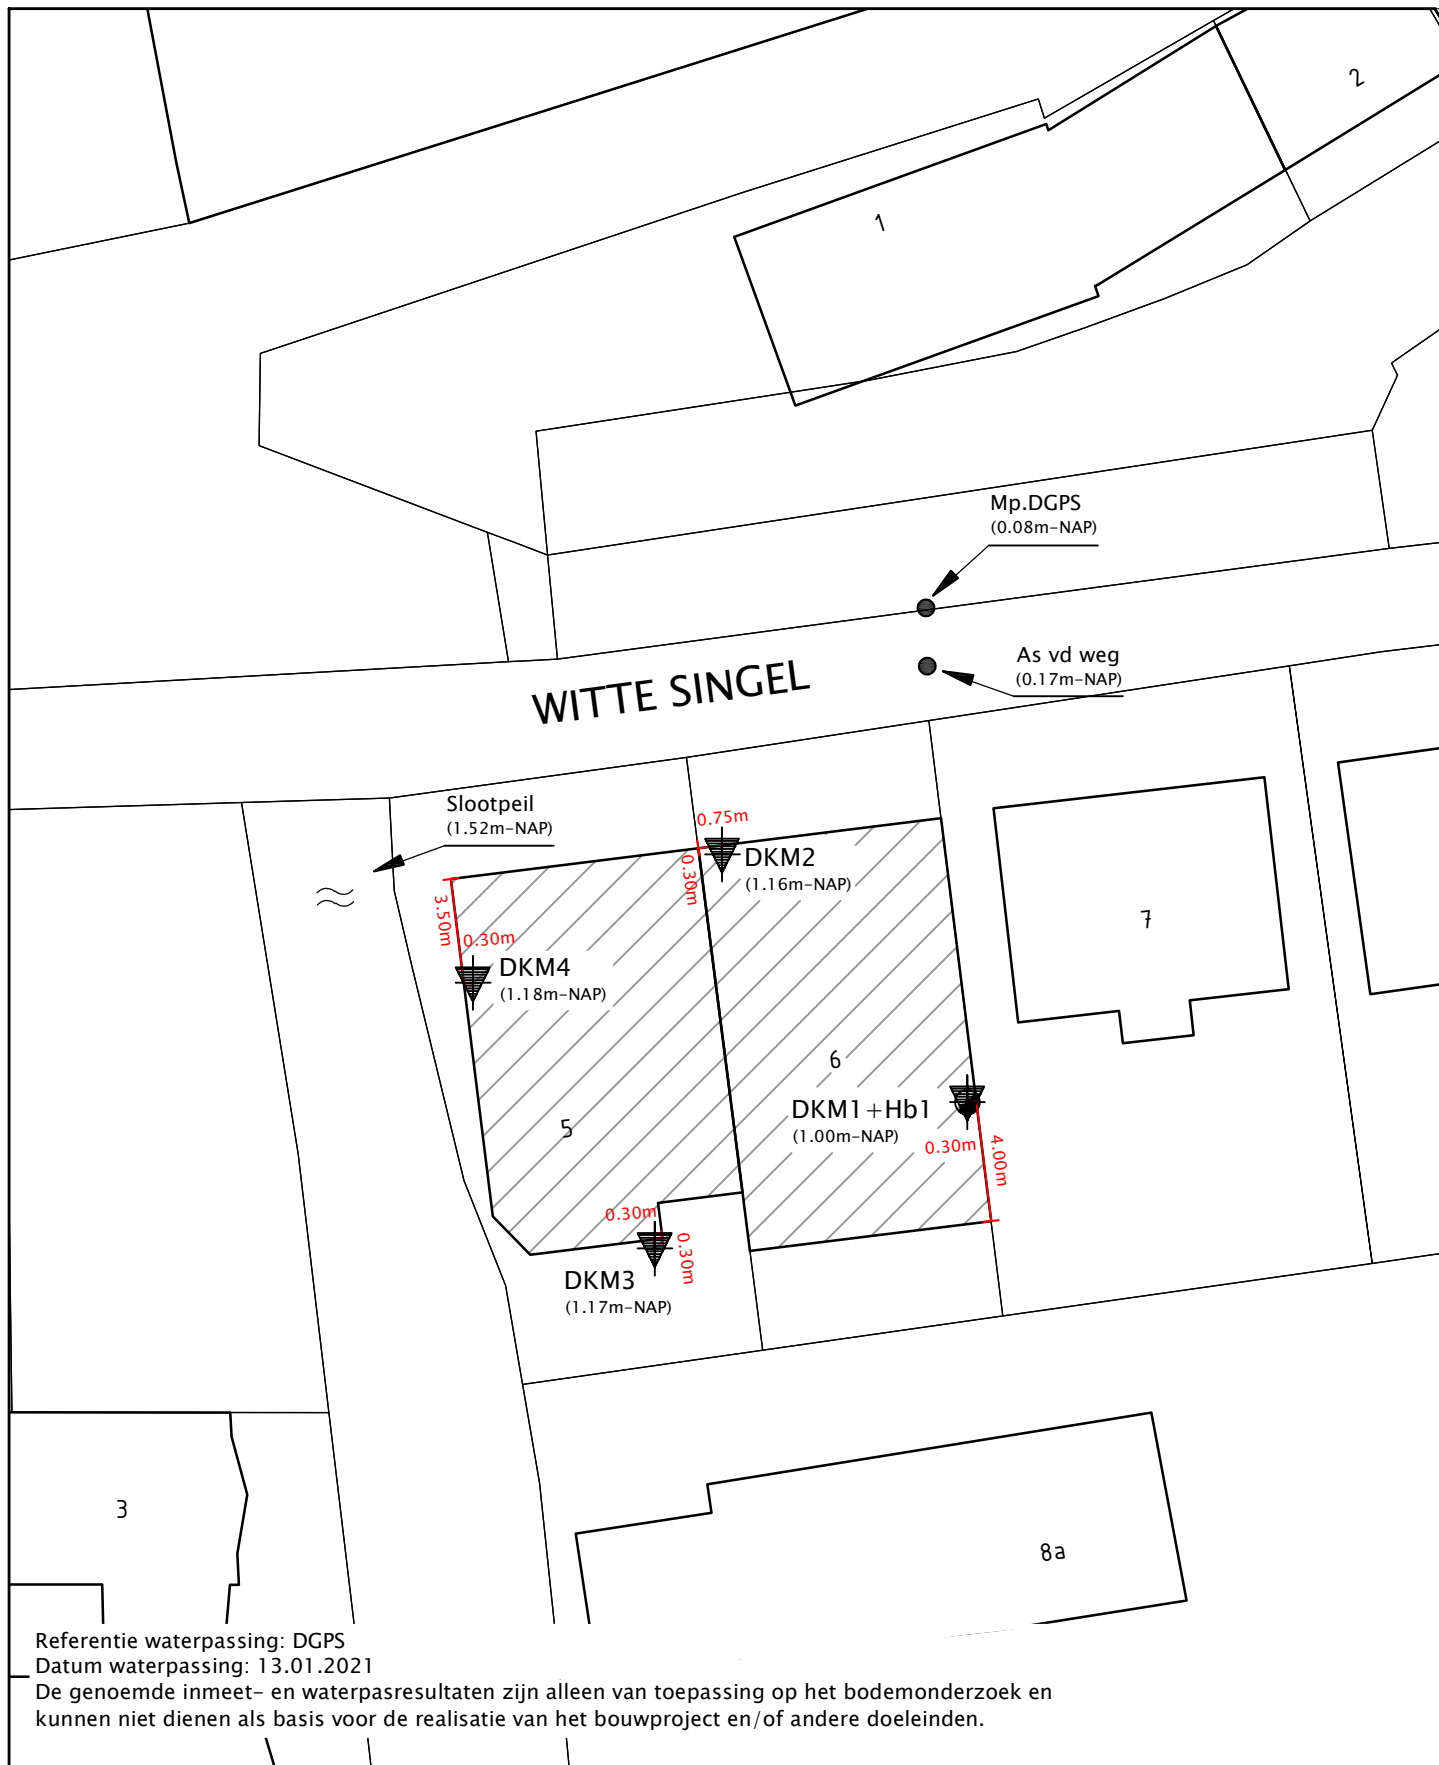 2
1
Mp.DGPS
(0.08m-NAP)
As vd weg
(0.17m-NAP)
WITTE SINGEL
Slootpeil
(1.52m-NAP)
0.75m
DKM2
(1.16m-NAP)
0.30m
3.50m
0.30m
DKM4
(1.18m-NAP)
7
6
DKM1+Hb1
(1.00m-NAP)
0.30m
4.00m
5
0.30m
0.30m
DKM3
(1.17m-NAP)
3
8a
Referentie waterpassing: DGPS
Datum waterpassing: 13.01.2021
De genoemde inmeet- en waterpasresultaten zijn alleen van toepassing op het bodemonderzoek en
kunnen niet dienen als basis voor de realisatie van het bouwproject en/of andere doeleinden.